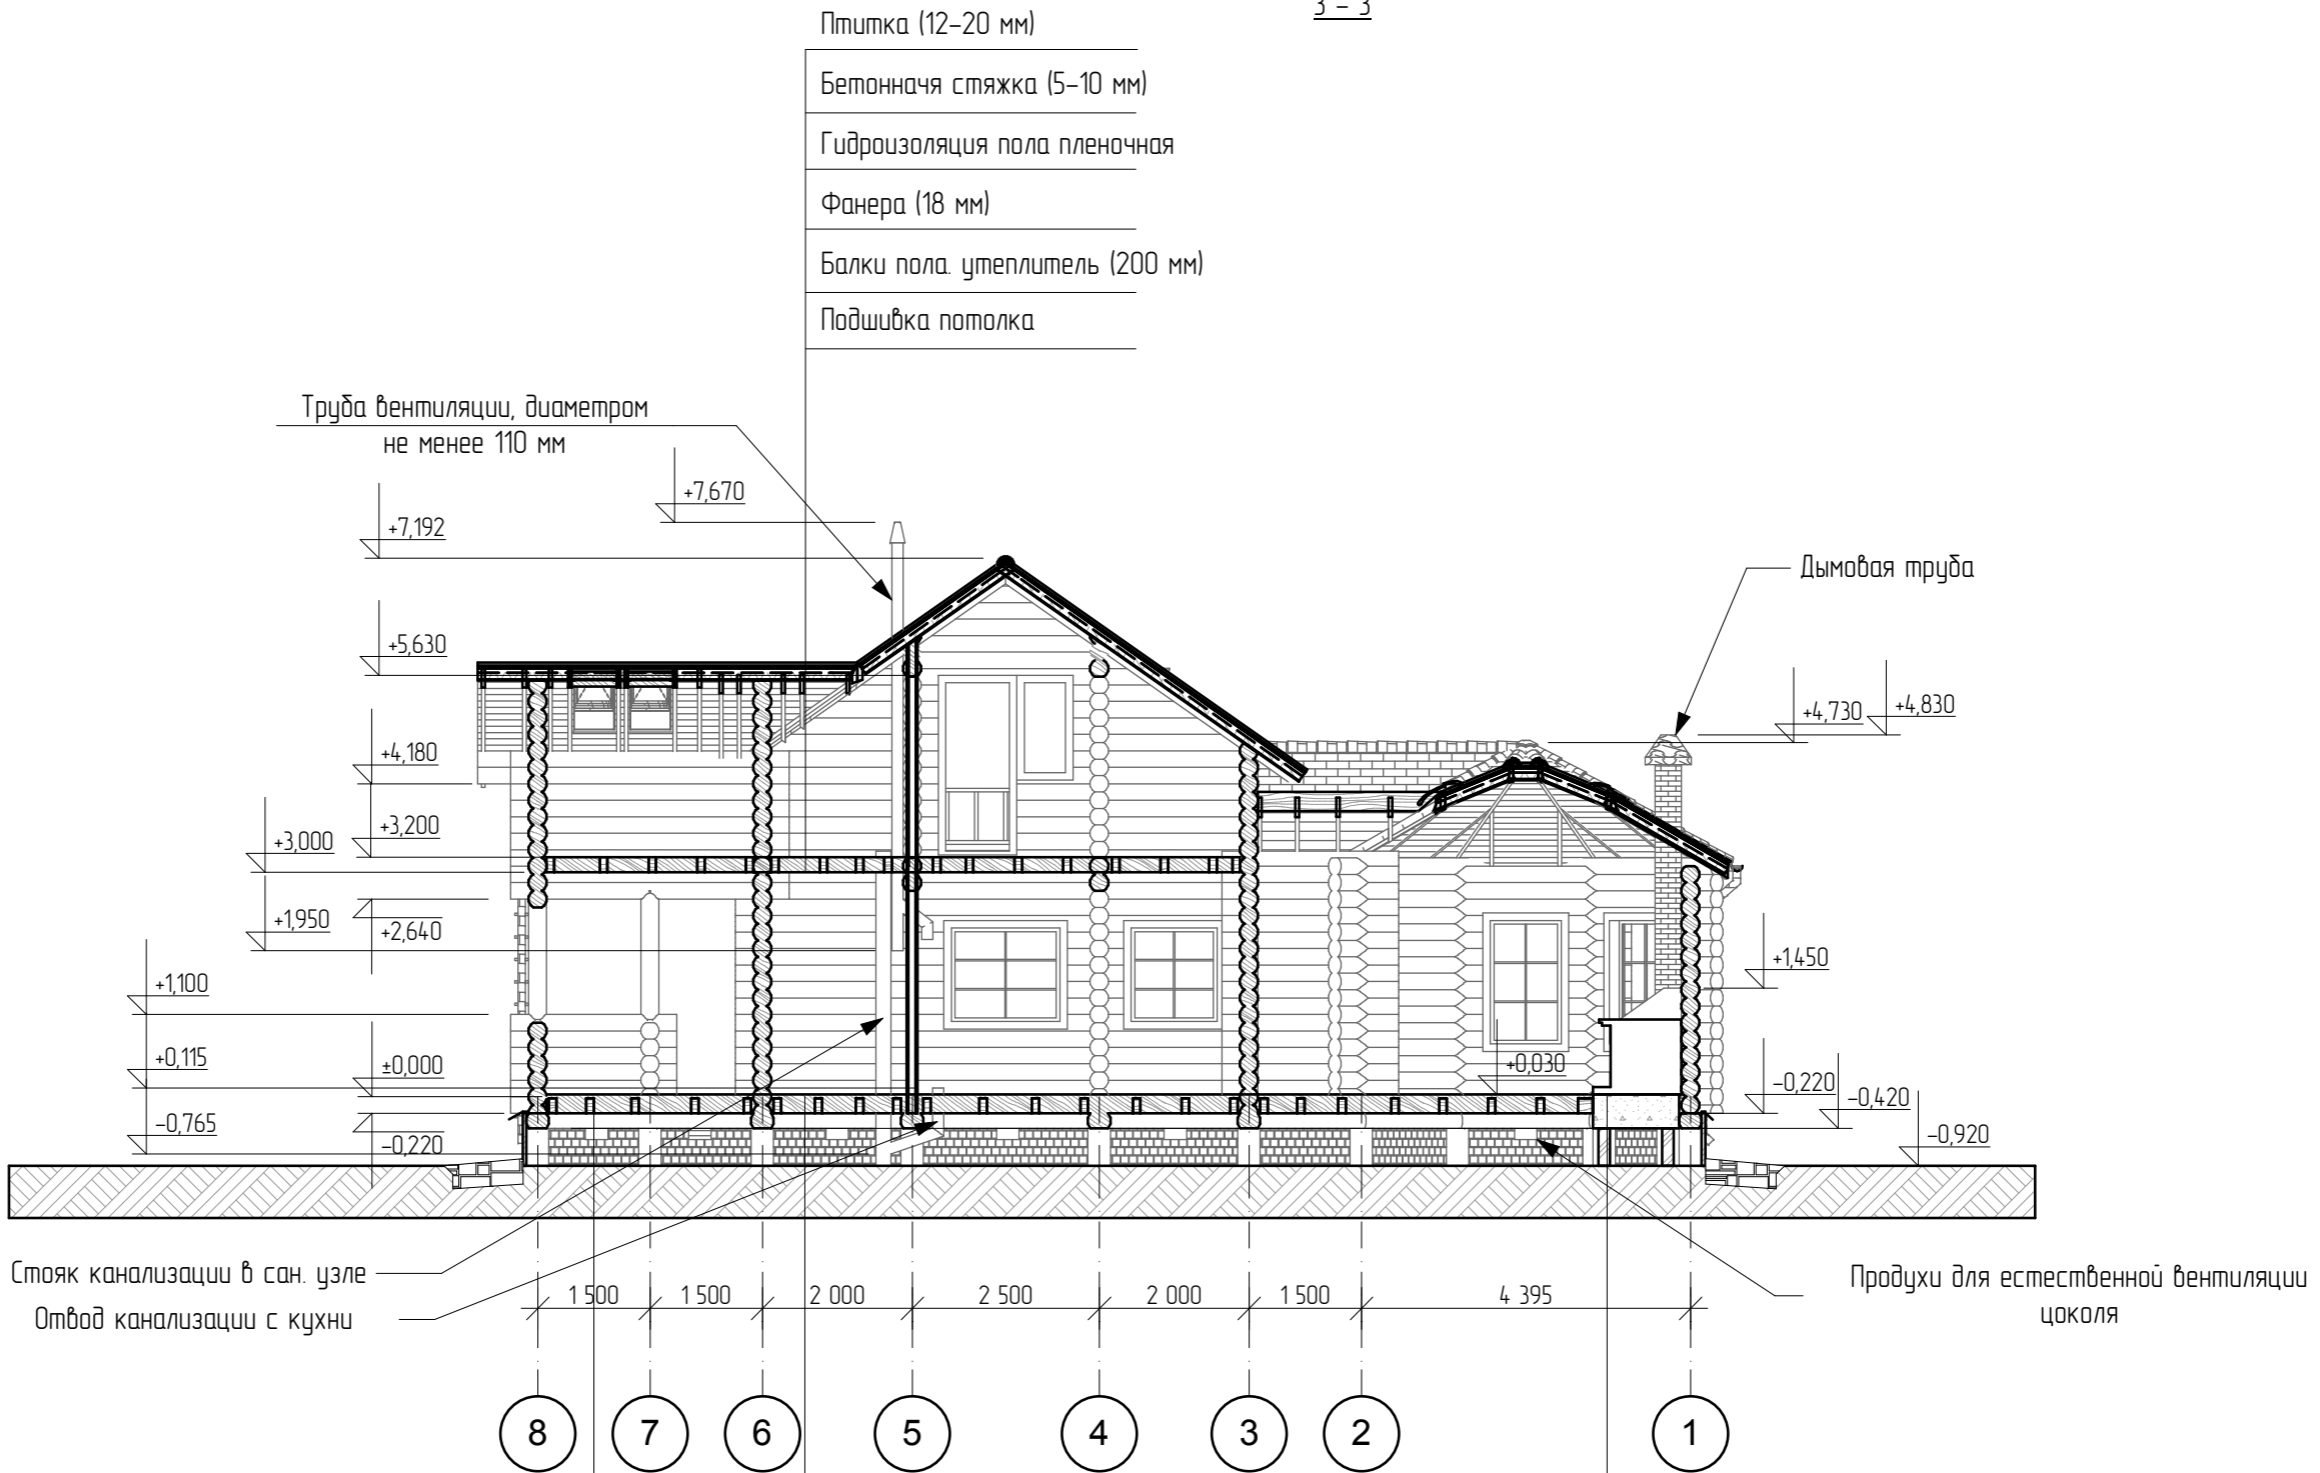 3 – 3
Птитка (12–20 мм)
Бетонначя стяжка (5–10 мм)
Гидроизоляция пола пленочная
Фанера (18 мм)
Балки пола. утеплитель (200 мм)
Подшивка потолка
Труба вентиляции, диаметром
не менее 110 мм
+7,670
+7,192
Дымовая труба
+5,630
+4,730
+4,830
+4,180
+3,200
+3,000
+1,950
+2,640
+1,450
+1,100
+0,115
±0,000
+0,030
–0,220
–0,420
–0,765
–0,220
–0,920
Стояк канализации в сан. узле
Отвод канализации с кухни
Продухи для естественной вентиляции
цоколя
1 500
1 500
2 000
2 500
2 000
1 500
4 395
8
7
6
5
4
3
2
1